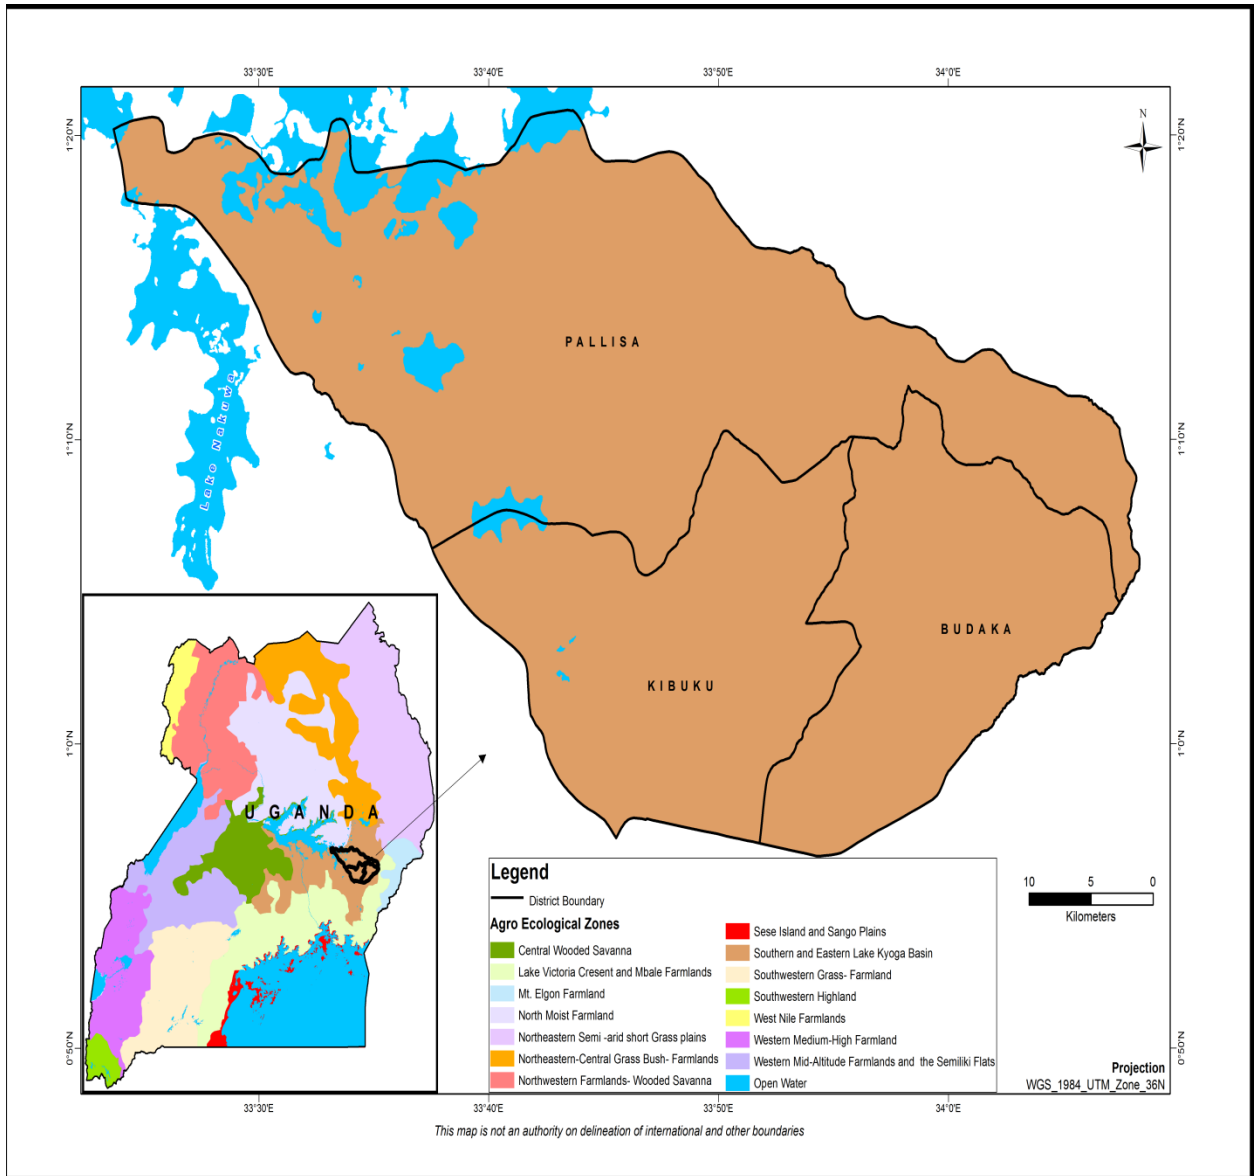 33°30'E 33°40'E 33°50'E 34°0'E
N
1°20'N 1°20'N
PALLISA
Lake Nakuwa
1°10'N 1°10'N
BUDAKA
KIBUKU
1°0'N 1°0'N
UGANDA
Legend
District Boundary
Agro Ecological Zones
Central Wooded Savanna
Lake Victoria Cresent and Mbale Farmlands
Mt. Elgon Farmland
North Moist Farmland
Northeastern Semi -arid short Grass plains
Northeastern-Central Grass Bush- Farmlands
Northwestern Farmlands- Wooded Savanna
Sese Island and Sango Plains
Southern and Eastern Lake Kyoga Basin
Southwestern Grass- Farmland
Southwestern Highland
West Nile Farmlands
Western Medium-High Farmland
Western Mid-Altitude Farmlands and the Semiliki Flats
Open Water
10 5 0
Kilometers
0°50'N 0°50'N
Projection
WGS_1984_UTM_Zone_36N
33°30'E 33°40'E 33°50'E 34°0'E
This map is not an authority on delineation of international and other boundaries